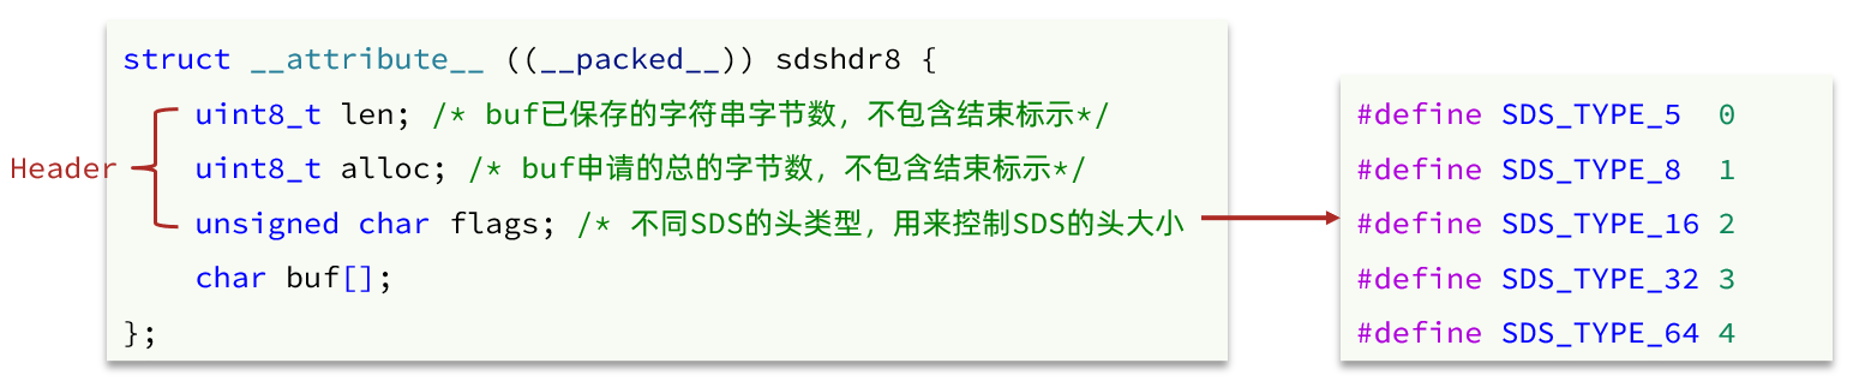 struct __attribute__ ((__packed__)) sdshdr8 {
uint8_t len; /* buf已保存的字符串字节数，不包含结束标示*/
Header
uint8_t alloc; /* buf申请的总的字节数，不包含结束标示*/
unsigned char flags; /* 不同SDS的头类型，用来控制SDS的头大小
char buf[];
};
#define SDS_TYPE_5 0
#define SDS_TYPE_8 1
#define SDS_TYPE_16 2
#define SDS_TYPE_32 3
#define SDS_TYPE_64 4